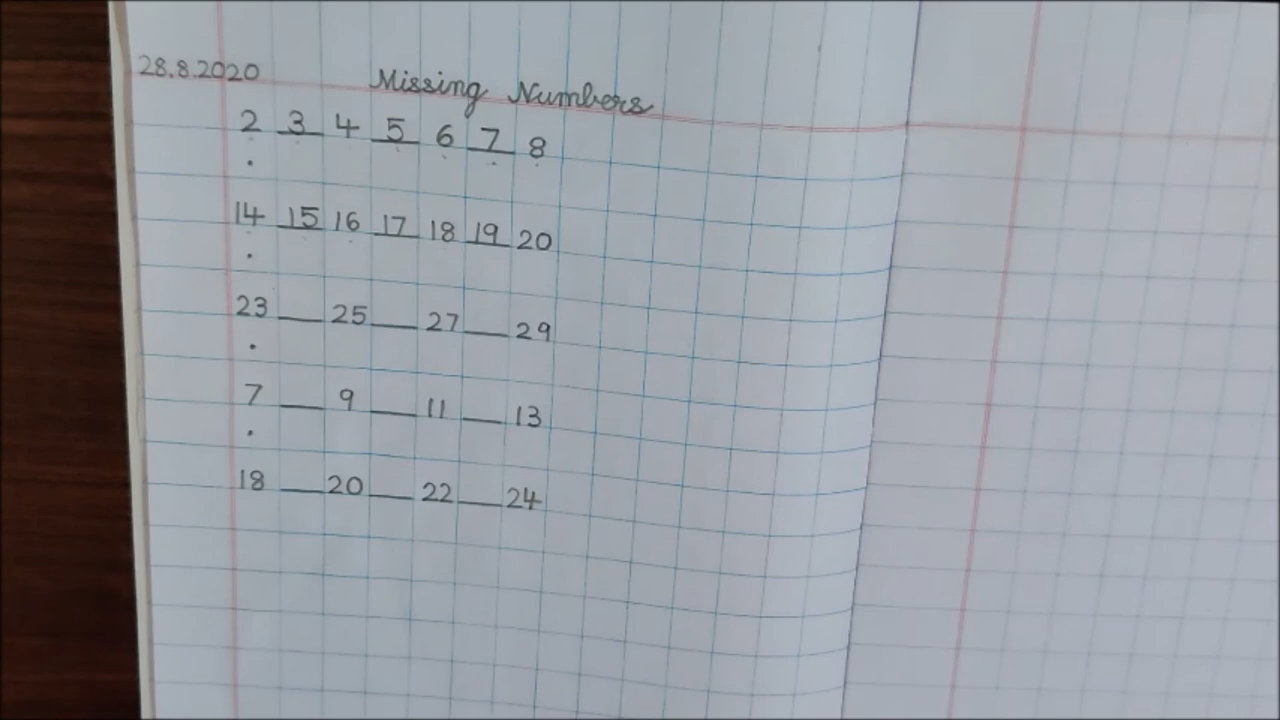 28.8.2020 Missing Numbers
2 3 4 5 6 7 8
14 15 16 17 18 19 20
23 __ 25 __ 27 __ 29
7 __ 9 __ 11 __ 13
18 __ 20 __ 22 __ 24